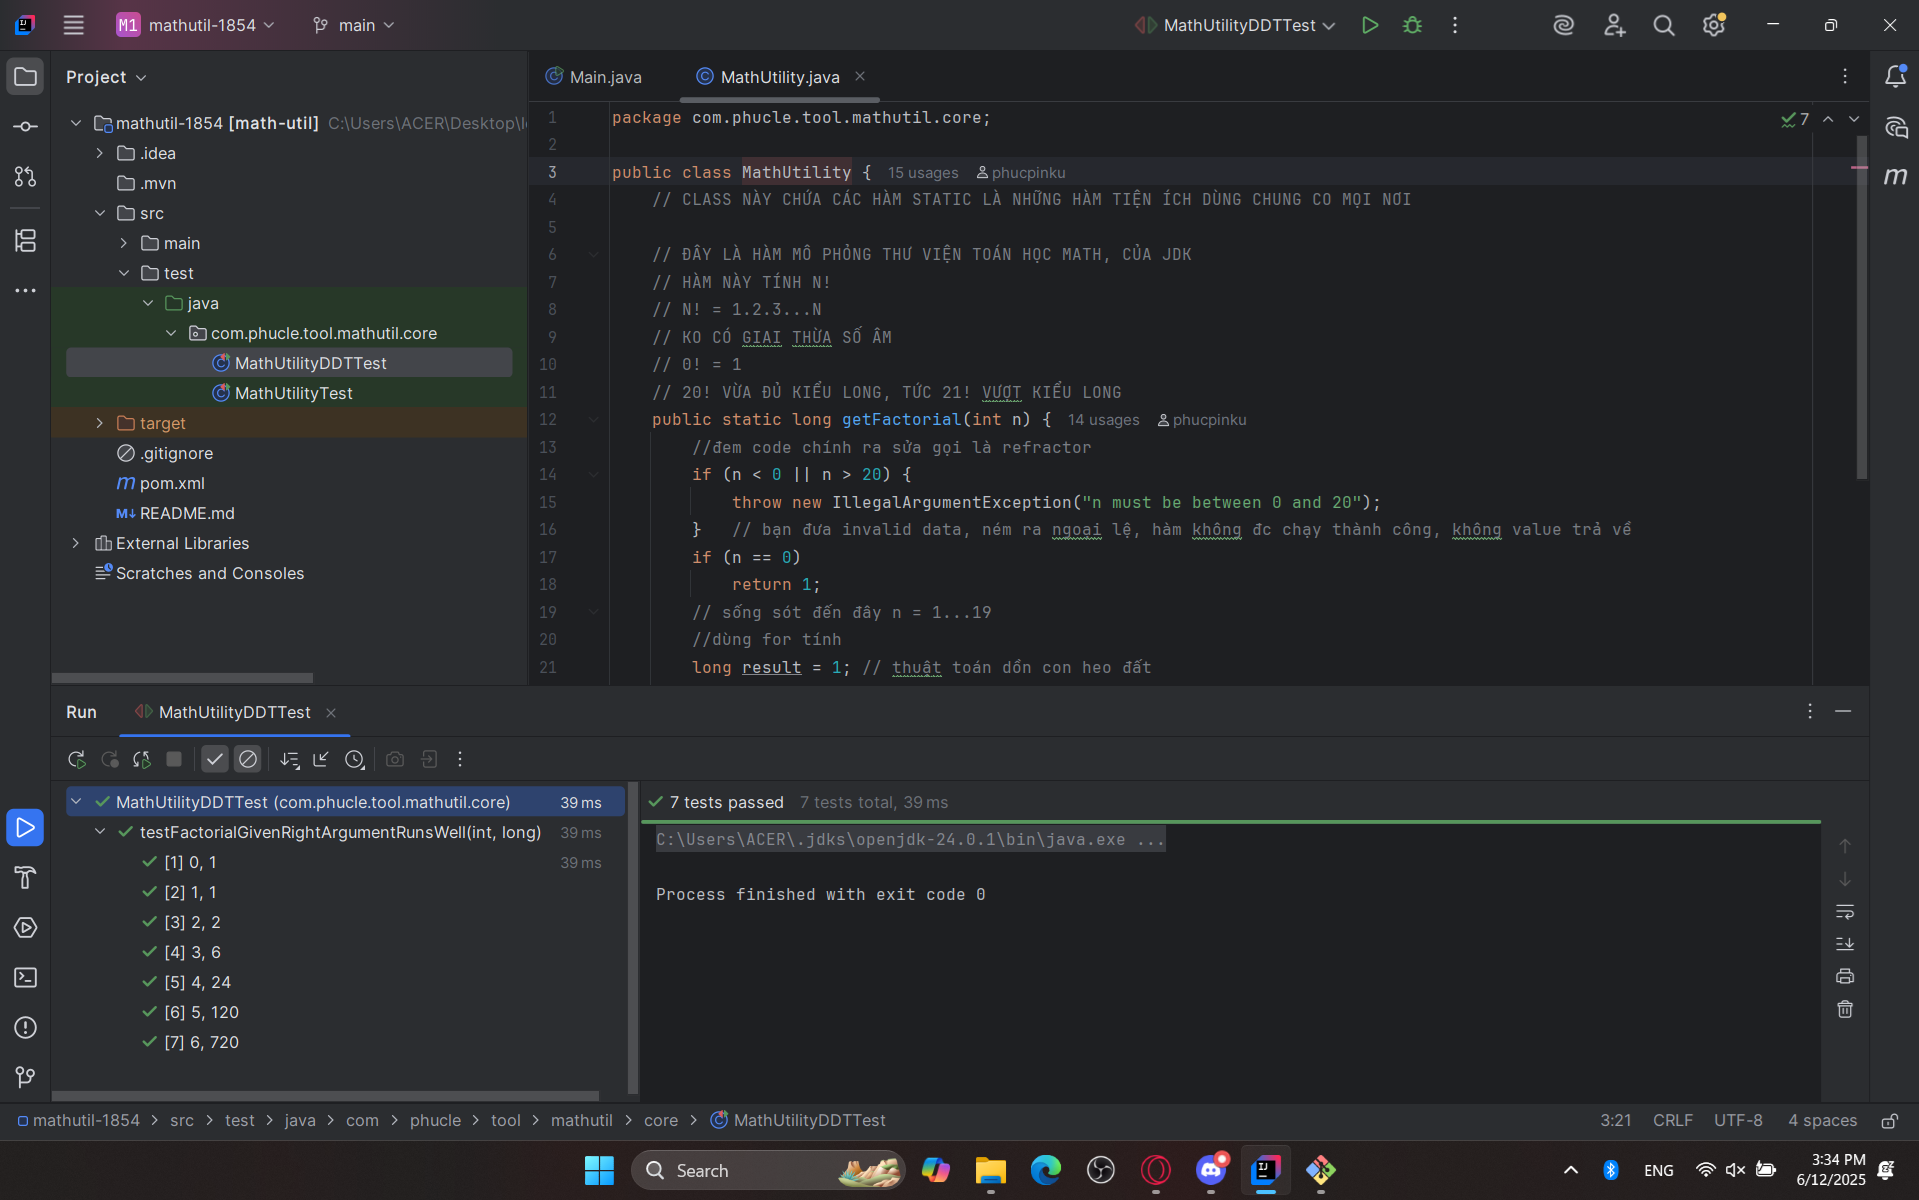 M1 mathutil-1854 main MathUtilityDDTTest
Project
mathutil-1854 [math-util] C:\Users\ACER\Desktop\l
.idea
.mvn
src
main
test
java
com.phucle.tool.mathutil.core
MathUtilityDDTTest
MathUtilityTest
target
.gitignore
m pom.xml
M↓ README.md
External Libraries
Scratches and Consoles
Main.java MathUtility.java
7
1 package com.phucle.tool.mathutil.core;
2
3 public class MathUtility { 15 usages phucpinku
4 // CLASS NÀY CHỨA CÁC HÀM STATIC LÀ NHỮNG HÀM TIỆN ÍCH DÙNG CHUNG CO MỌI NƠI
5
6 // ĐÂY LÀ HÀM MÔ PHỎNG THƯ VIỆN TOÁN HỌC MATH, CỦA JDK
7 // HÀM NÀY TÍNH N!
8 // N! = 1.2.3...N
9 // KO CÓ GIAI THỪA SỐ ÂM
10 // 0! = 1
11 // 20! VỪA ĐỦ KIỂU LONG, TỨC 21! VƯỢT KIỂU LONG
12 public static long getFactorial(int n) { 14 usages phucpinku
13 //đem code chính ra sửa gọi là refractor
14 if (n < 0 || n > 20) {
15 throw new IllegalArgumentException("n must be between 0 and 20");
16 } // bạn đưa invalid data, ném ra ngoại lệ, hàm không đc chạy thành công, không value trả về
17 if (n == 0)
18 return 1;
19 // sống sót đến đây n = 1...19
20 //dùng for tính
21 long result = 1; // thuật toán dồn con heo đất
m
Run MathUtilityDDTTest
MathUtilityDDTTest (com.phucle.tool.mathutil.core) 39 ms
testFactorialGivenRightArgumentRunsWell(int, long) 39 ms
[1] 0, 1 39 ms
[2] 1, 1
[3] 2, 2
[4] 3, 6
[5] 4, 24
[6] 5, 120
[7] 6, 720
7 tests passed 7 tests total, 39 ms
C:\Users\ACER\.jdks\openjdk-24.0.1\bin\java.exe ...
Process finished with exit code 0
mathutil-1854 > src > test > java > com > phucle > tool > mathutil > core > MathUtilityDDTTest
3:21 CRLF UTF-8 4 spaces
Search
ENG
3:34 PM
6/12/2025